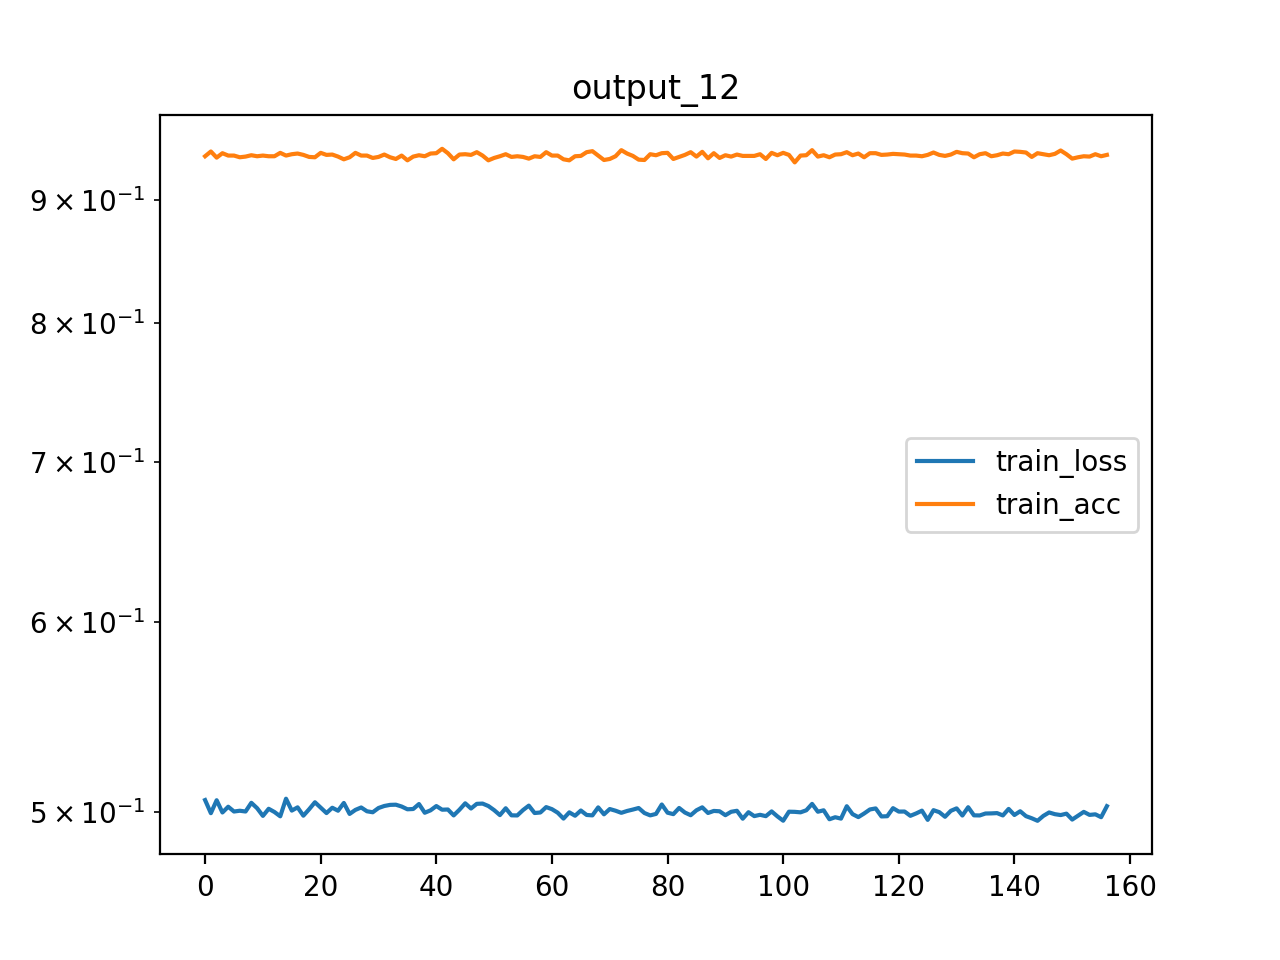 output_12
9 × 10⁻¹
8 × 10⁻¹
7 × 10⁻¹
6 × 10⁻¹
5 × 10⁻¹
train_loss
train_acc
0 20 40 60 80 100 120 140 160